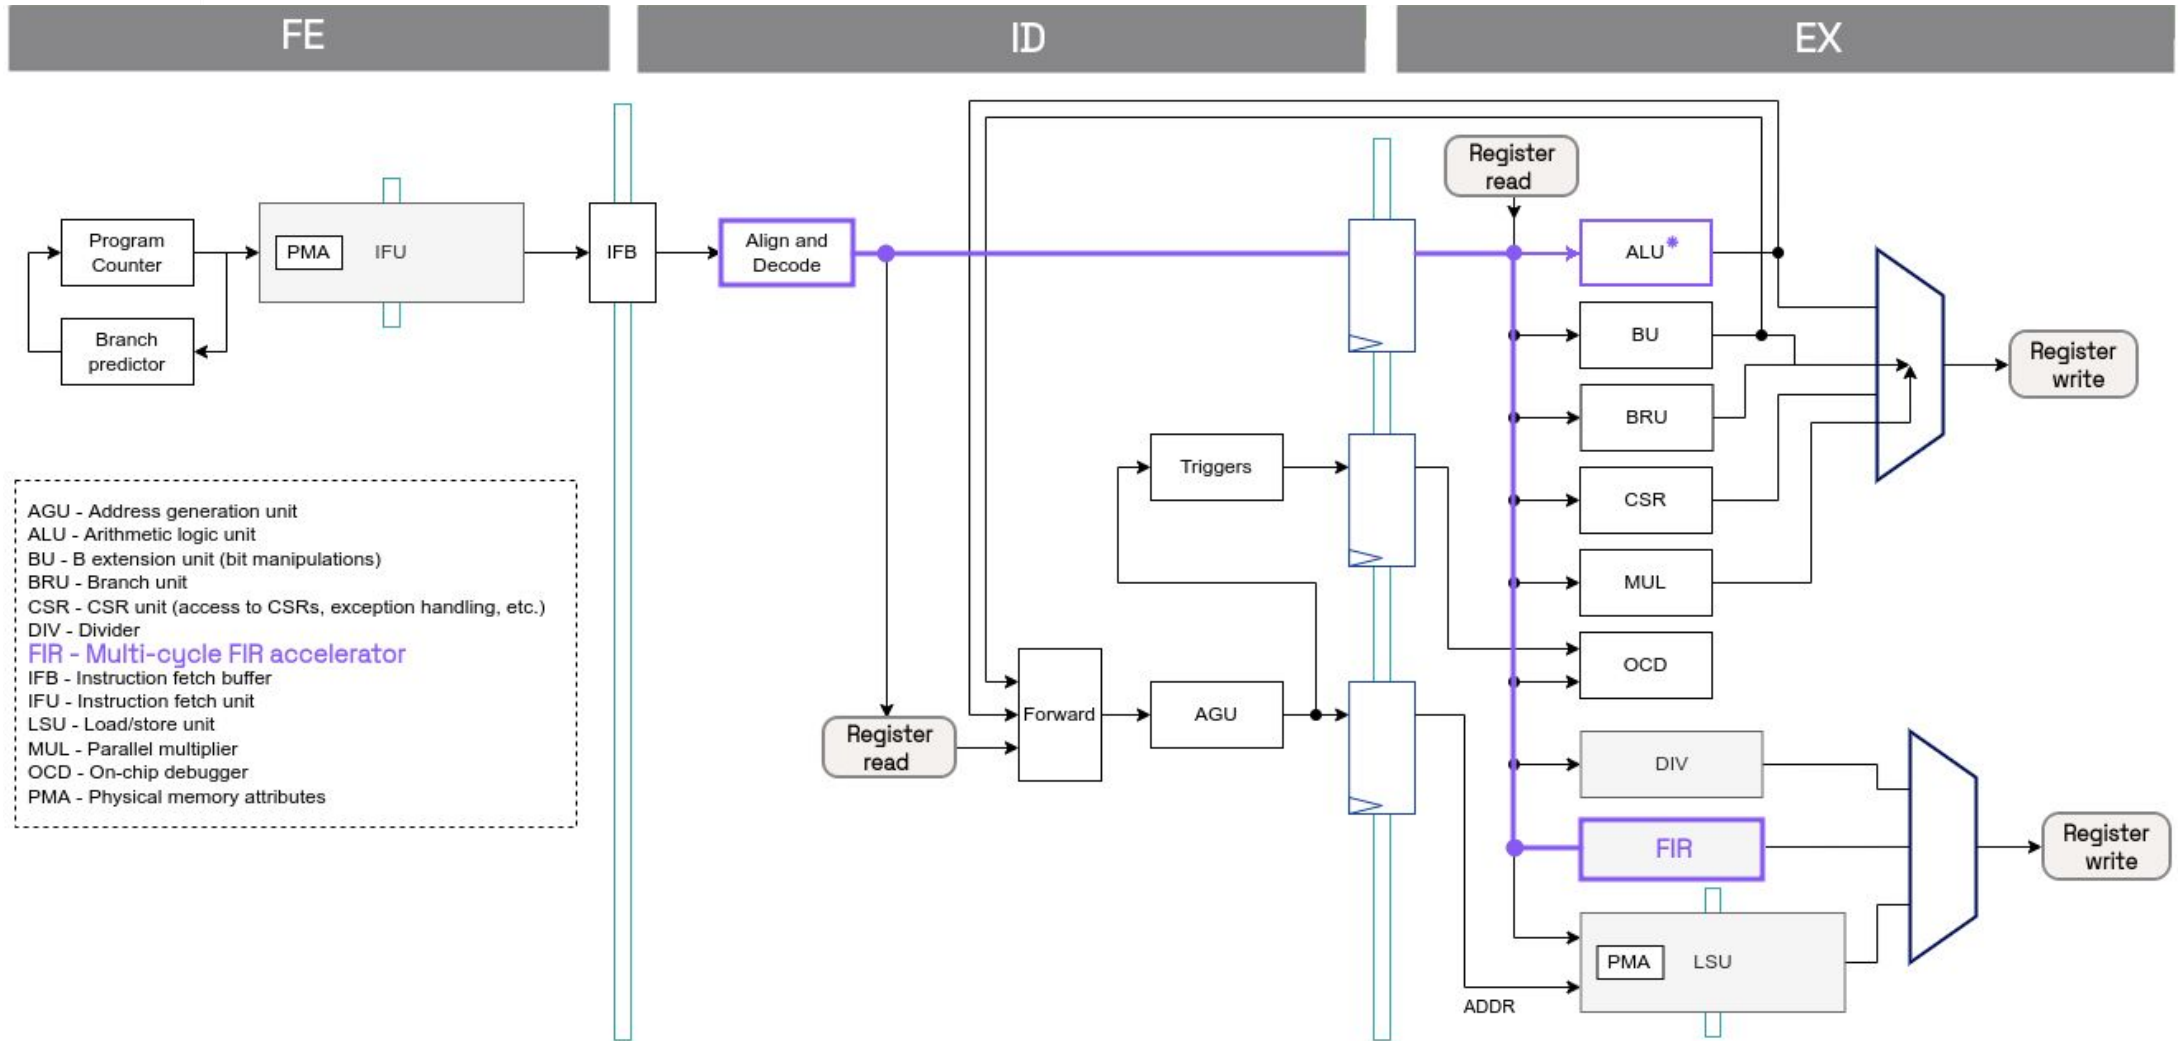 FE
ID
EX
Program
Counter
Branch
predictor
PMA
IFU
IFB
Align and
Decode
Register
read
ALU*
BU
BRU
CSR
MUL
OCD
DIV
FIR
PMA
LSU
ADDR
Register
write
Register
write
Triggers
Forward
AGU
Register
read
AGU - Address generation unit
ALU - Arithmetic logic unit
BU - B extension unit (bit manipulations)
BRU - Branch unit
CSR - CSR unit (access to CSRs, exception handling, etc.)
DIV - Divider
FIR - Multi-cycle FIR accelerator
IFB - Instruction fetch buffer
IFU - Instruction fetch unit
LSU - Load/store unit
MUL - Parallel multiplier
OCD - On-chip debugger
PMA - Physical memory attributes